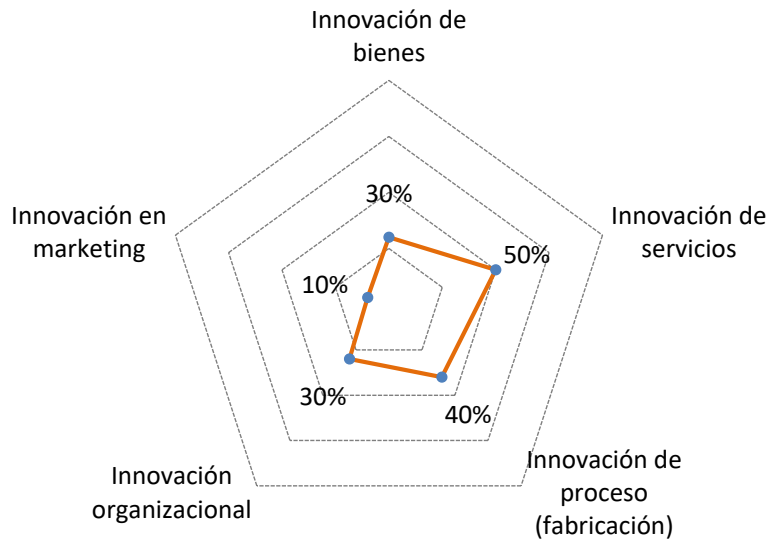 Innovación de
bienes
30%
Innovación en
marketing
Innovación de
servicios
50%
10%
30%
40%
Innovación
organizacional
Innovación de
proceso
(fabricación)